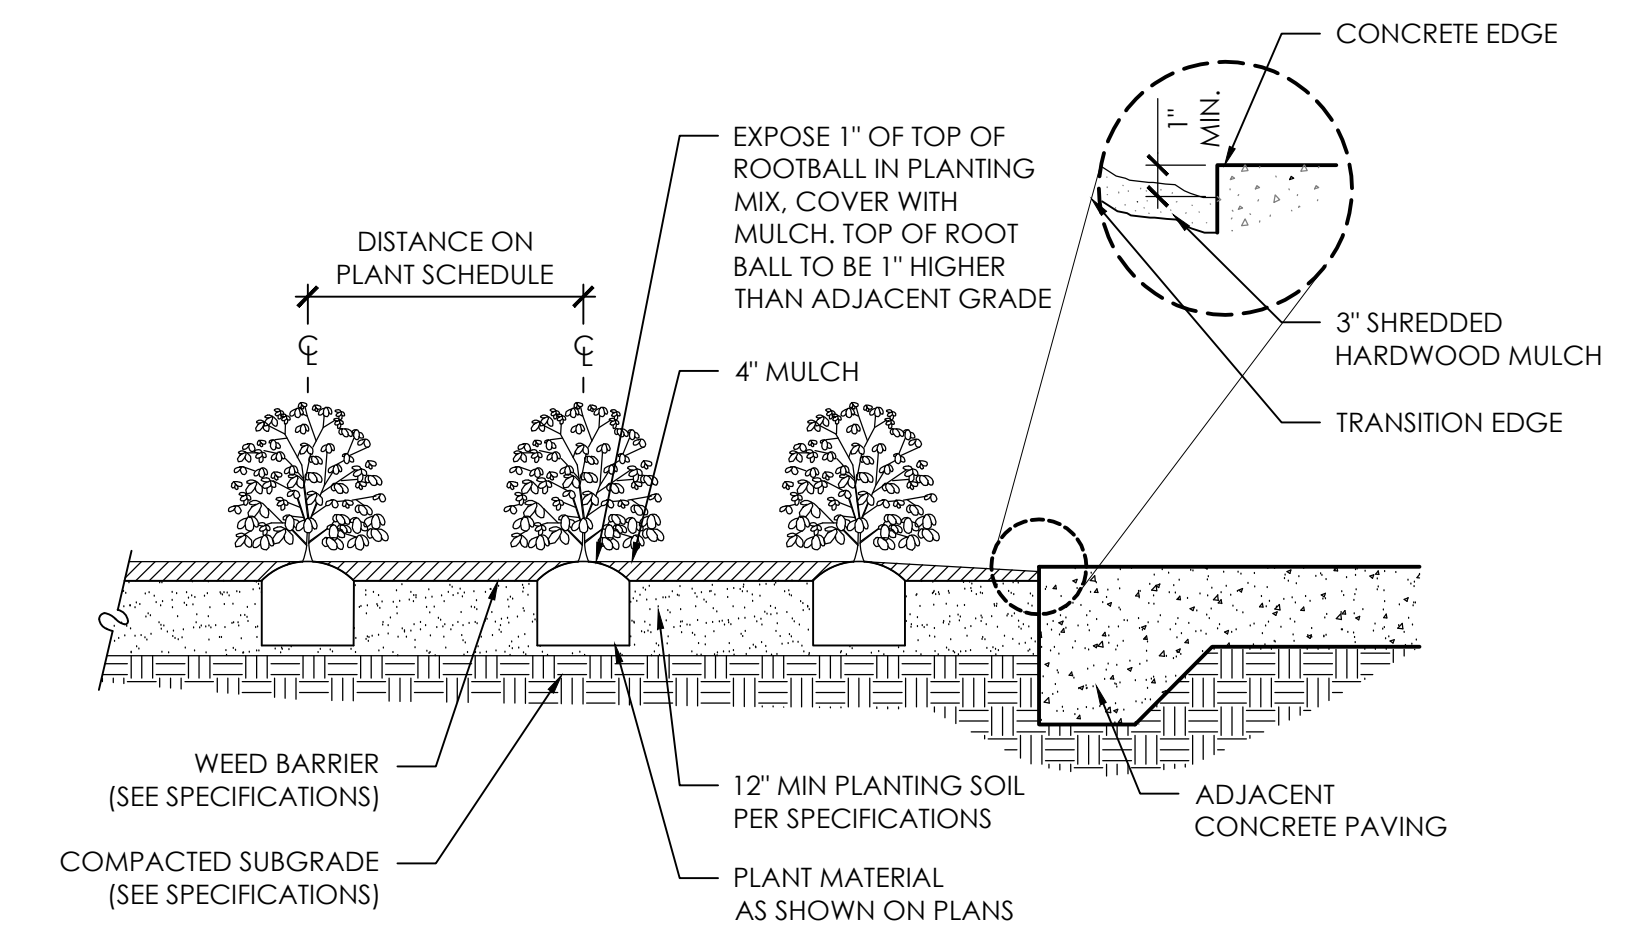 CONCRETE EDGE
1"
MIN.
EXPOSE 1" OF TOP OF
ROOTBALL IN PLANTING
MIX, COVER WITH
MULCH. TOP OF ROOT
BALL TO BE 1" HIGHER
THAN ADJACENT GRADE
DISTANCE ON
PLANT SCHEDULE
℄
℄
3" SHREDDED
HARDWOOD MULCH
4" MULCH
TRANSITION EDGE
WEED BARRIER
(SEE SPECIFICATIONS)
12" MIN PLANTING SOIL
PER SPECIFICATIONS
ADJACENT
CONCRETE PAVING
COMPACTED SUBGRADE
(SEE SPECIFICATIONS)
PLANT MATERIAL
AS SHOWN ON PLANS